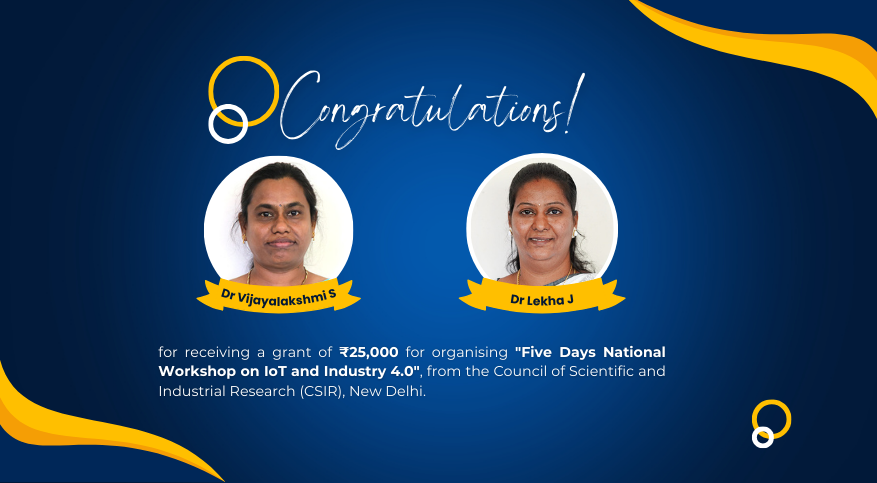 Congratulations!
Dr Vijayalakshmi S
Dr Lekha J
for receiving a grant of ₹25,000 for organising "Five Days National
Workshop on IoT and Industry 4.0", from the Council of Scientific and
Industrial Research (CSIR), New Delhi.